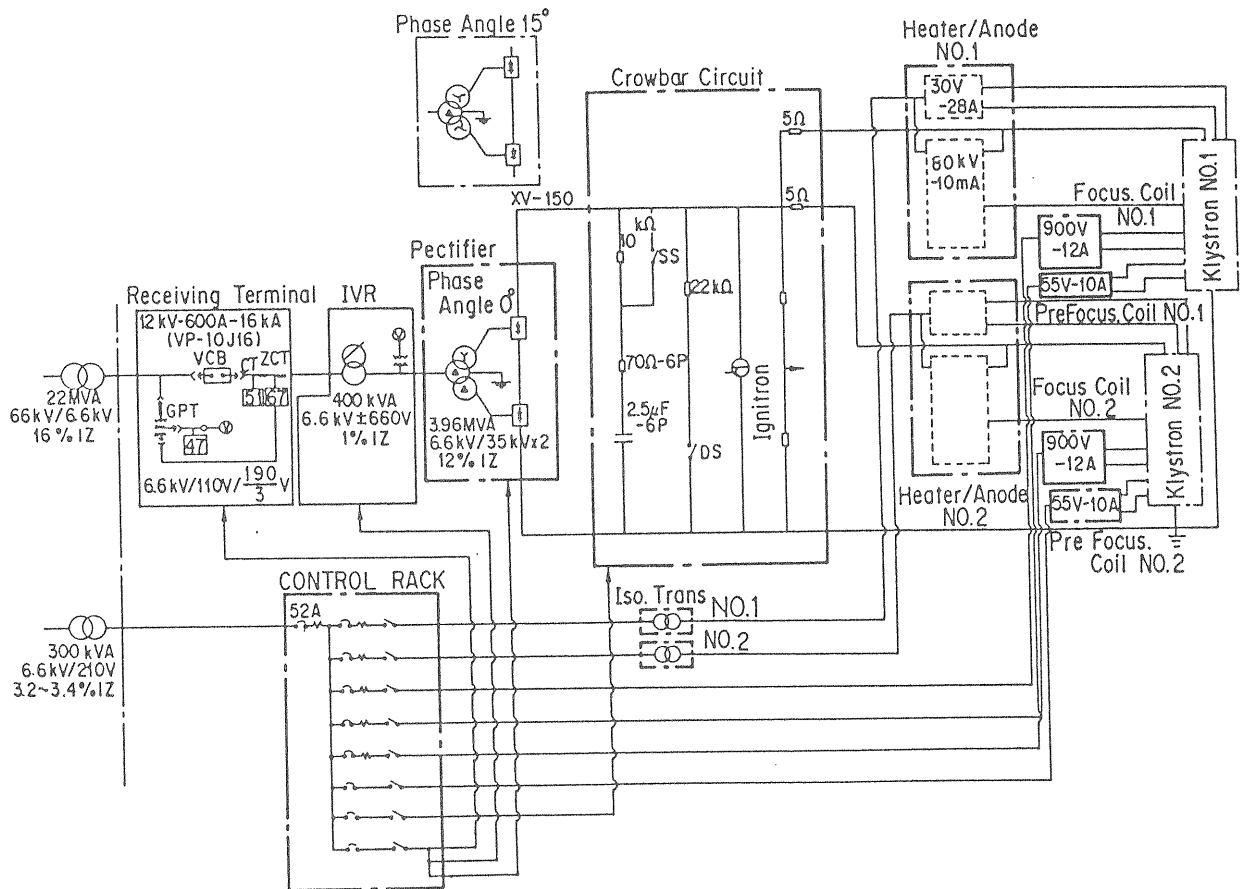 Phase Angle 15°
Heater/Anode
NO.1
30V
-28A
80kV
-10mA
Crowbar Circuit
5Ω
5Ω
XV-150
Pectifier
Phase
Angle 0°
3.96MVA
6.6kV/35kV×2
12%IZ
Receiving Terminal
12kV-600A-16kA
(VP-10J16)
VCB
CT
ZCT
51
67
GPT
47
V
6.6kV/110V/190/3 V
22MVA
66kV/6.6kV
16%IZ
IVR
V
400kVA
6.6kV±660V
1%IZ
10
kΩ
SS
22kΩ
70Ω-6P
2.5μF
-6P
DS
Ignitron
Focus. Coil
NO.1
900V
-12A
55V-10A
PreFocus. Coil NO.1
Klystron NO.1
Focus Coil
NO.2
900V
-12A
55V-10A
Pre Focus.
Coil NO.2
Klystron NO.2
Heater/Anode
NO.2
CONTROL RACK
52A
Iso. Trans
NO.1
NO.2
300kVA
6.6kV/210V
3.2~3.4%IZ